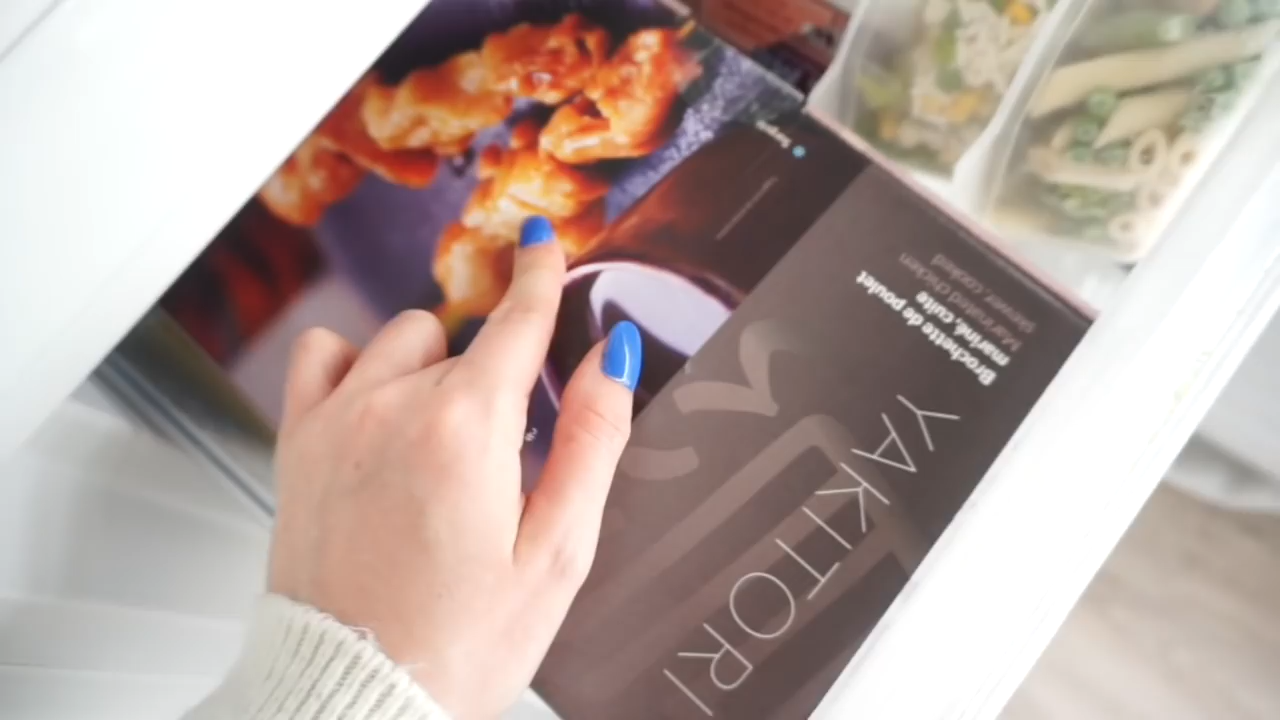 YAKITORI
Brochette de poulet
mariné, cuite
Marinated chicken
skewer, cooked